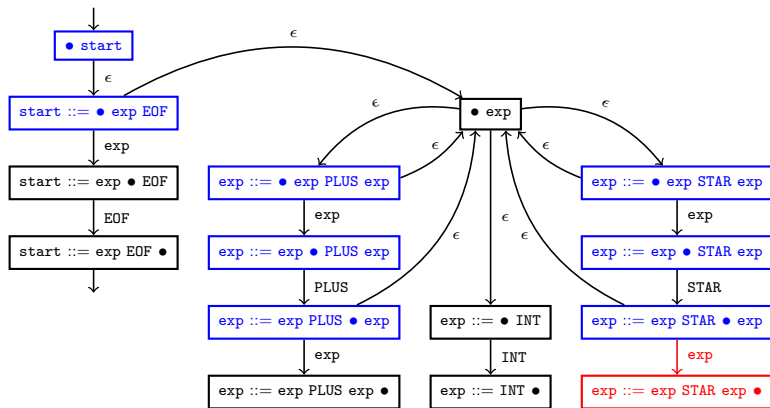 ● start
ϵ
start ::= ● exp EOF
exp
start ::= exp ● EOF
EOF
start ::= exp EOF ●
ϵ
● exp
ϵ
ϵ
ϵ
ϵ
exp ::= ● exp PLUS exp
exp
exp ::= exp ● PLUS exp
PLUS
exp ::= exp PLUS ● exp
exp
exp ::= exp PLUS exp ●
ϵ
ϵ
ϵ
exp ::= ● INT
INT
exp ::= INT ●
exp ::= ● exp STAR exp
exp
exp ::= exp ● STAR exp
STAR
exp ::= exp STAR ● exp
exp
exp ::= exp STAR exp ●